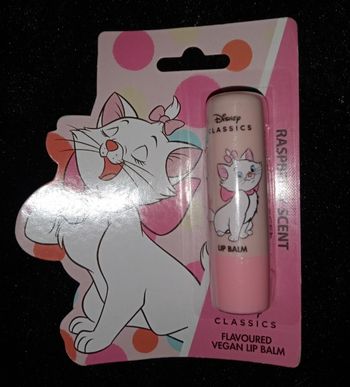 Disney
CLASSICS
LIP BALM
CLASSICS
FLAVOURED
VEGAN LIP BALM
SCENT